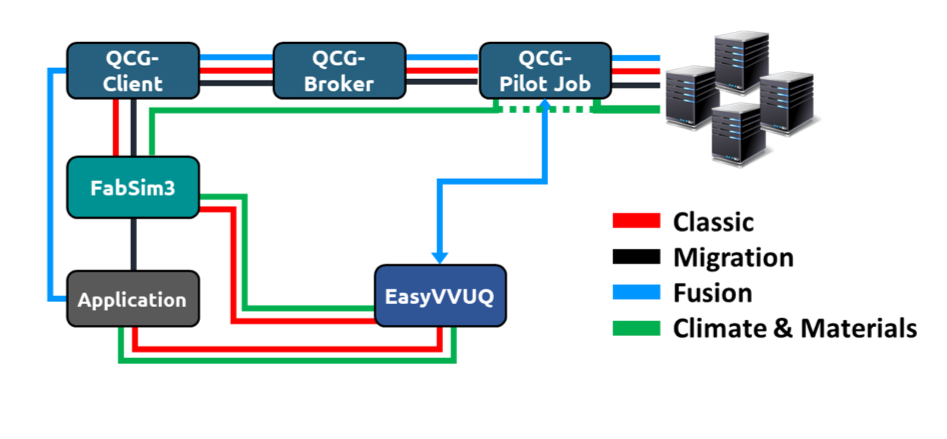 QCG-
Client
QCG-
Broker
QCG-
Pilot Job
FabSim3
Application
EasyVVUQ
Classic
Migration
Fusion
Climate & Materials